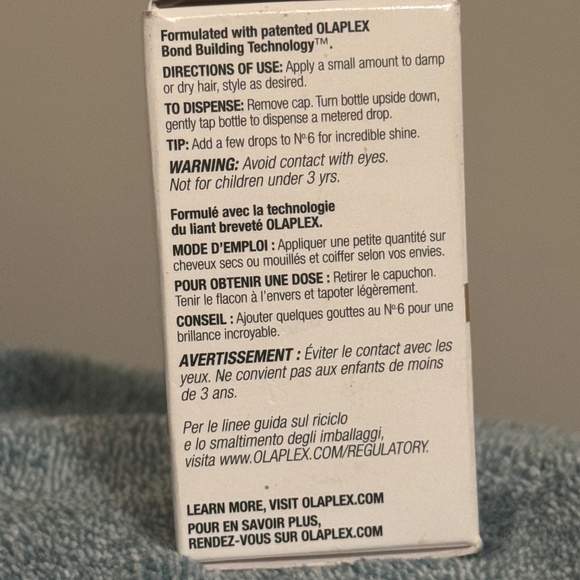 Formulated with patented OLAPLEX
Bond Building Technology™.
DIRECTIONS OF USE: Apply a small amount to damp
or dry hair, style as desired.
TO DISPENSE: Remove cap. Turn bottle upside down,
gently tap bottle to dispense a metered drop.
TIP: Add a few drops to Nº6 for incredible shine.
WARNING: Avoid contact with eyes.
Not for children under 3 yrs.
Formulé avec la technologie
du liant breveté OLAPLEX.
MODE D'EMPLOI : Appliquer une petite quantité sur
cheveux secs ou mouillés et coiffer selon vos envies.
POUR OBTENIR UNE DOSE : Retirer le capuchon.
Tenir le flacon à l'envers et tapoter légèrement.
CONSEIL : Ajouter quelques gouttes au Nº6 pour une
brillance incroyable.
AVERTISSEMENT : Éviter le contact avec les
yeux. Ne convient pas aux enfants de moins
de 3 ans.
Per le linee guida sul riciclo
e lo smaltimento degli imballaggi,
visita www.OLAPLEX.COM/REGULATORY.
LEARN MORE, VISIT OLAPLEX.COM
POUR EN SAVOIR PLUS,
RENDEZ-VOUS SUR OLAPLEX.COM